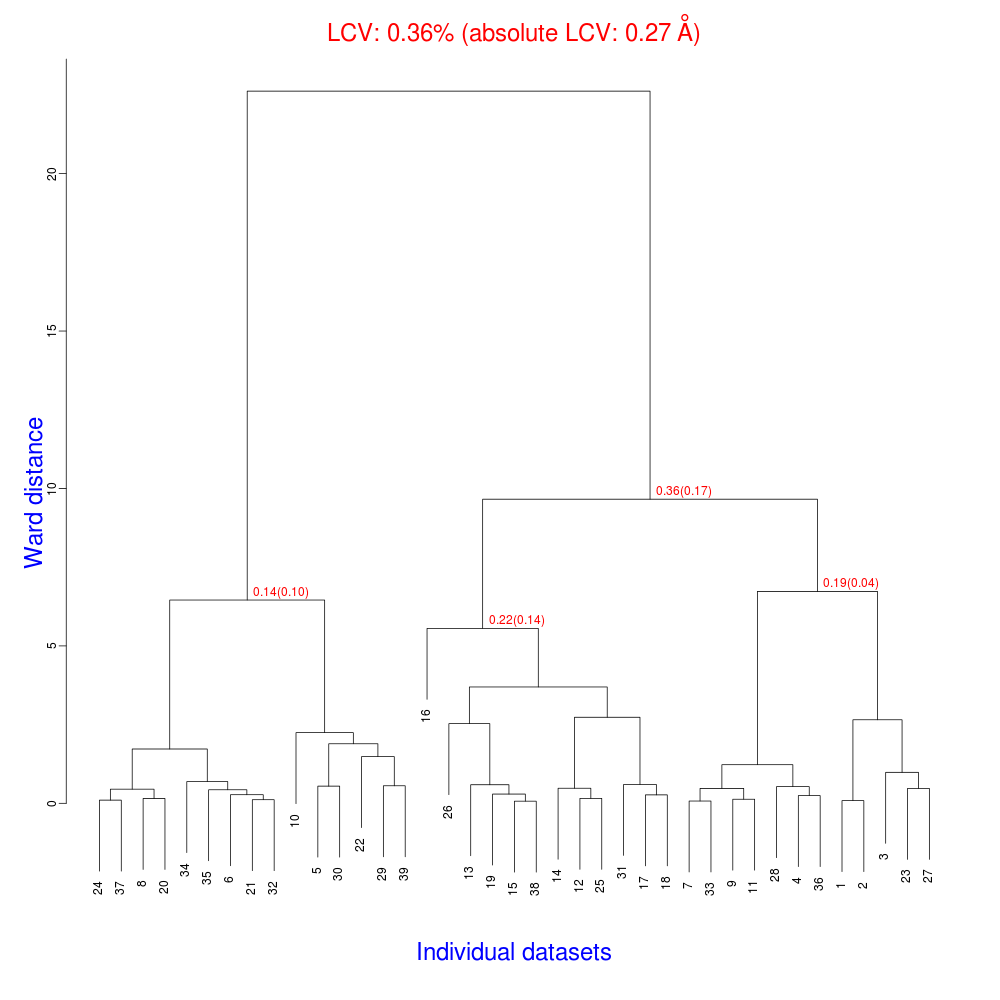 LCV: 0.36% (absolute LCV: 0.27 Å)
Ward distance
20
15
10
5
0
0.36(0.17)
0.19(0.04)
0.14(0.10)
0.22(0.14)
24 37 8 20 34 35 6 21 32 10 5 30 22 29 39 16 26 13 19 15 38 14 12 25 31 17 18 7 33 9 11 28 4 36 1 2 3 23 27
Individual datasets